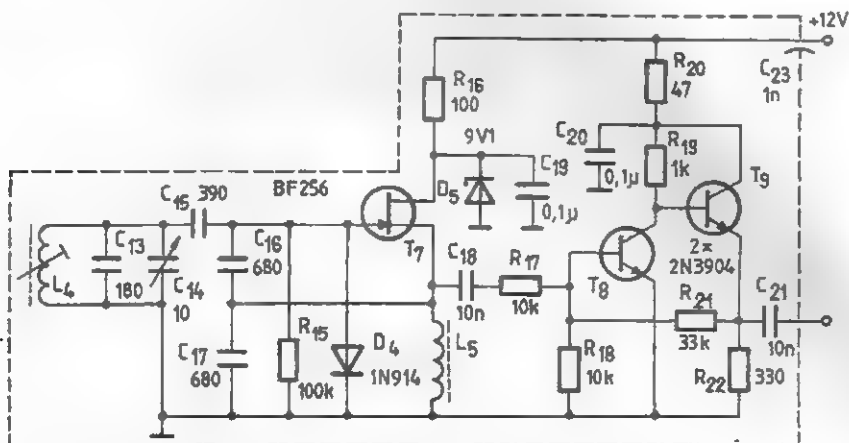 +12V
R20
47
C23
1n
R16
100
9V1
C20
0,1µ
R19
1k
T9
C15
390
BF256
D5
C19
0,1µ
T7
C13
180
C14
10
L4
C16
680
C18
10n
R17
10k
T8
2x
2N3904
R21
33k
C21
10n
C17
680
R15
100k
D4
1N914
L5
R18
10k
R22
330